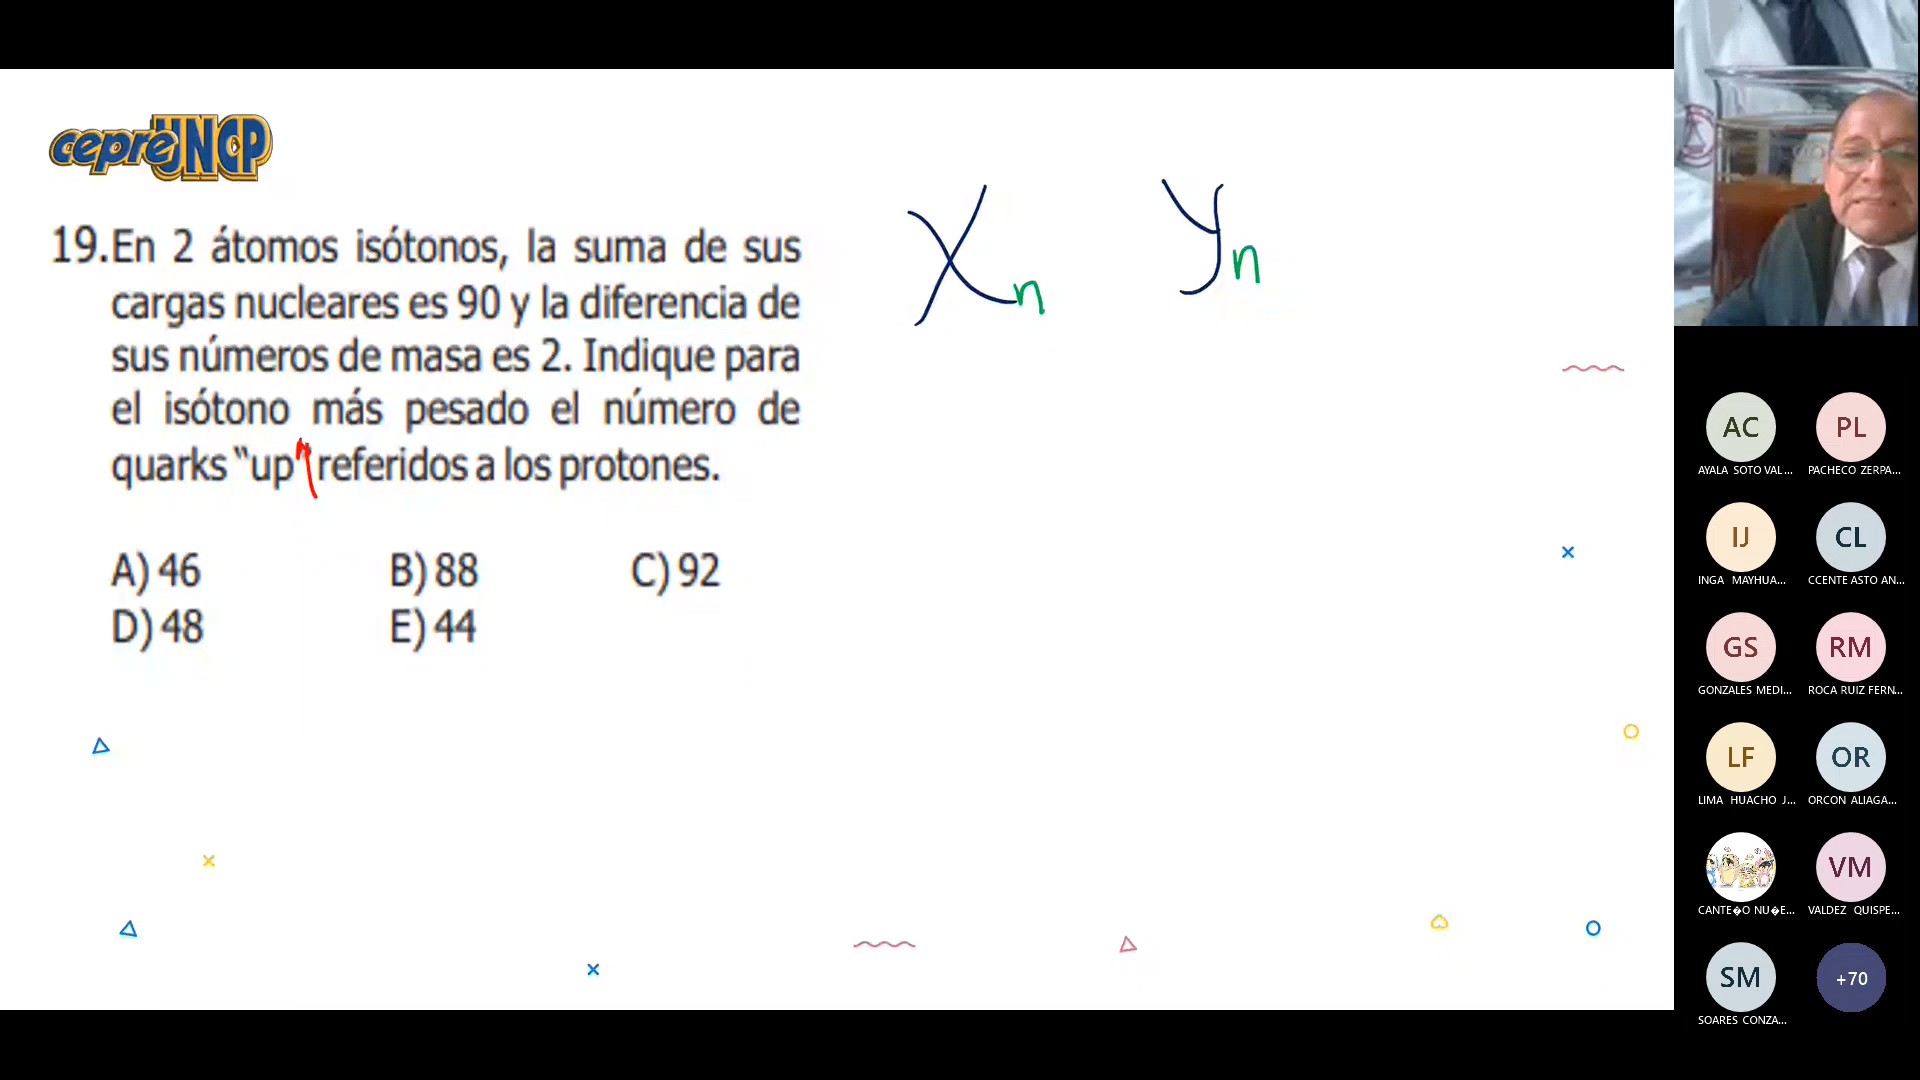 cepreUNCP
19. En 2 átomos isótonos, la suma de sus
cargas nucleares es 90 y la diferencia de
sus números de masa es 2. Indique para
el isótono más pesado el número de
quarks "up" referidos a los protones.
A) 46 B) 88 C) 92
D) 48 E) 44
X n Y n
AC PL
AYALA SOTO VAL... PACHECO ZERPA...
IJ CL
INGA MAYHUA... CCENTE ASTO AN...
GS RM
GONZALES MEDI... ROCA RUIZ FERN...
LF OR
LIMA HUACHO J... ORCON ALIAGA...
VM
CANTE�O NU�E... VALDEZ QUISPE...
SM +70
SOARES CONZA...